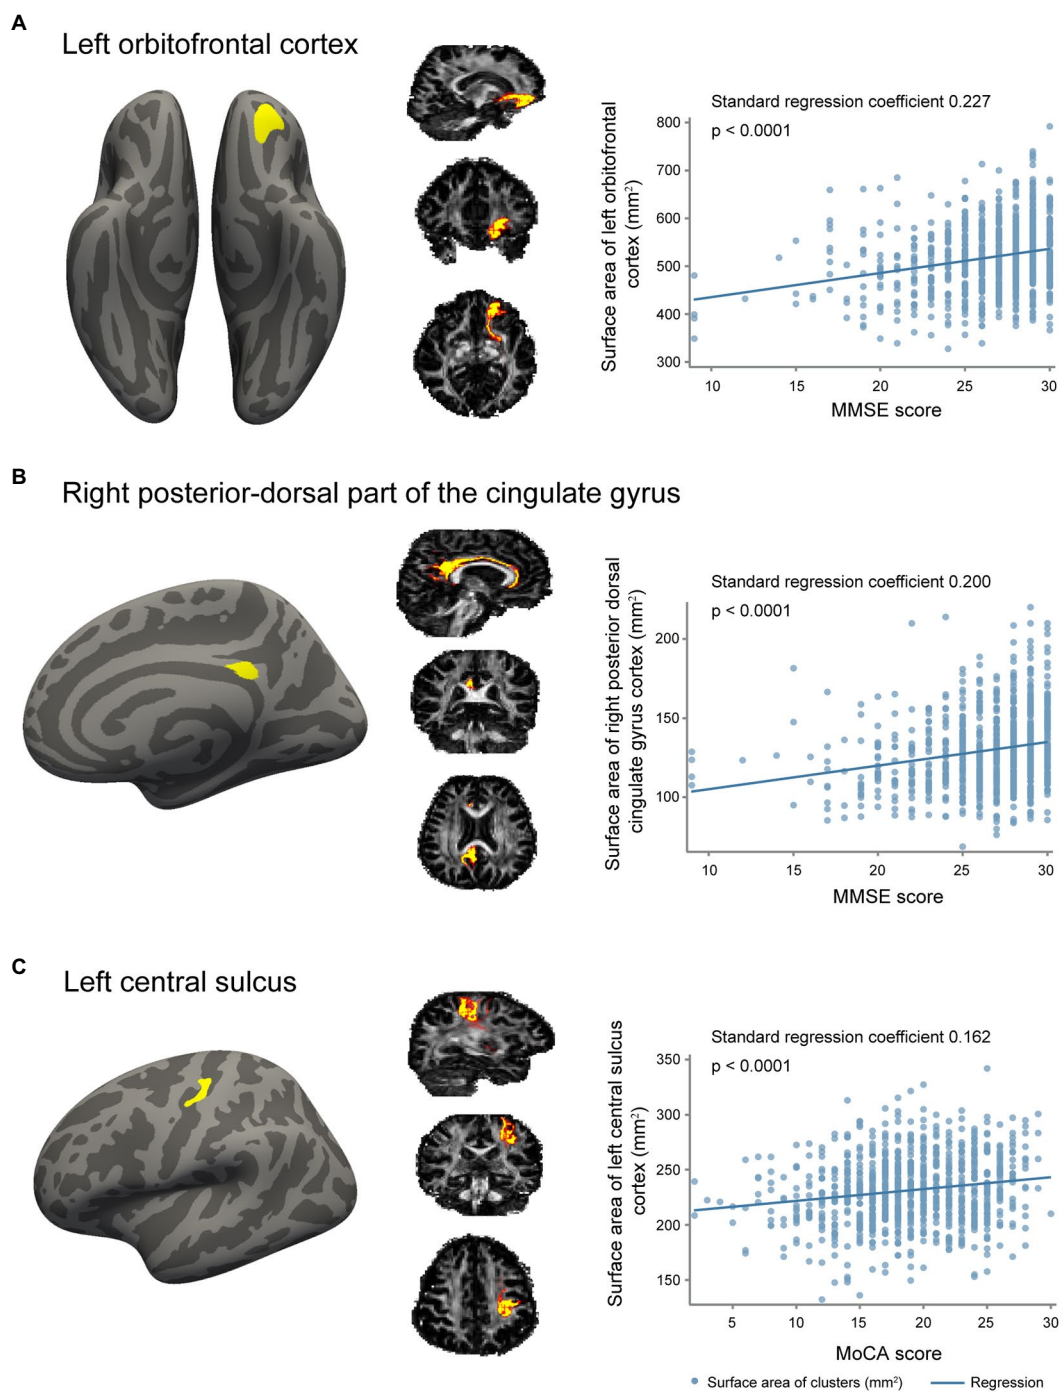 A
Left orbitofrontal cortex
Standard regression coefficient 0.227
p < 0.0001
Surface area of left orbitofrontal
cortex (mm²)
800
700
600
500
400
300
10 15 20 25 30
MMSE score
B
Right posterior-dorsal part of the cingulate gyrus
Standard regression coefficient 0.200
p < 0.0001
Surface area of right posterior dorsal
cingulate gyrus cortex (mm²)
200
150
100
10 15 20 25 30
MMSE score
C
Left central sulcus
Standard regression coefficient 0.162
p < 0.0001
Surface area of left central sulcus
cortex (mm²)
350
300
250
200
150
5 10 15 20 25 30
MoCA score
Surface area of clusters (mm²) Regression